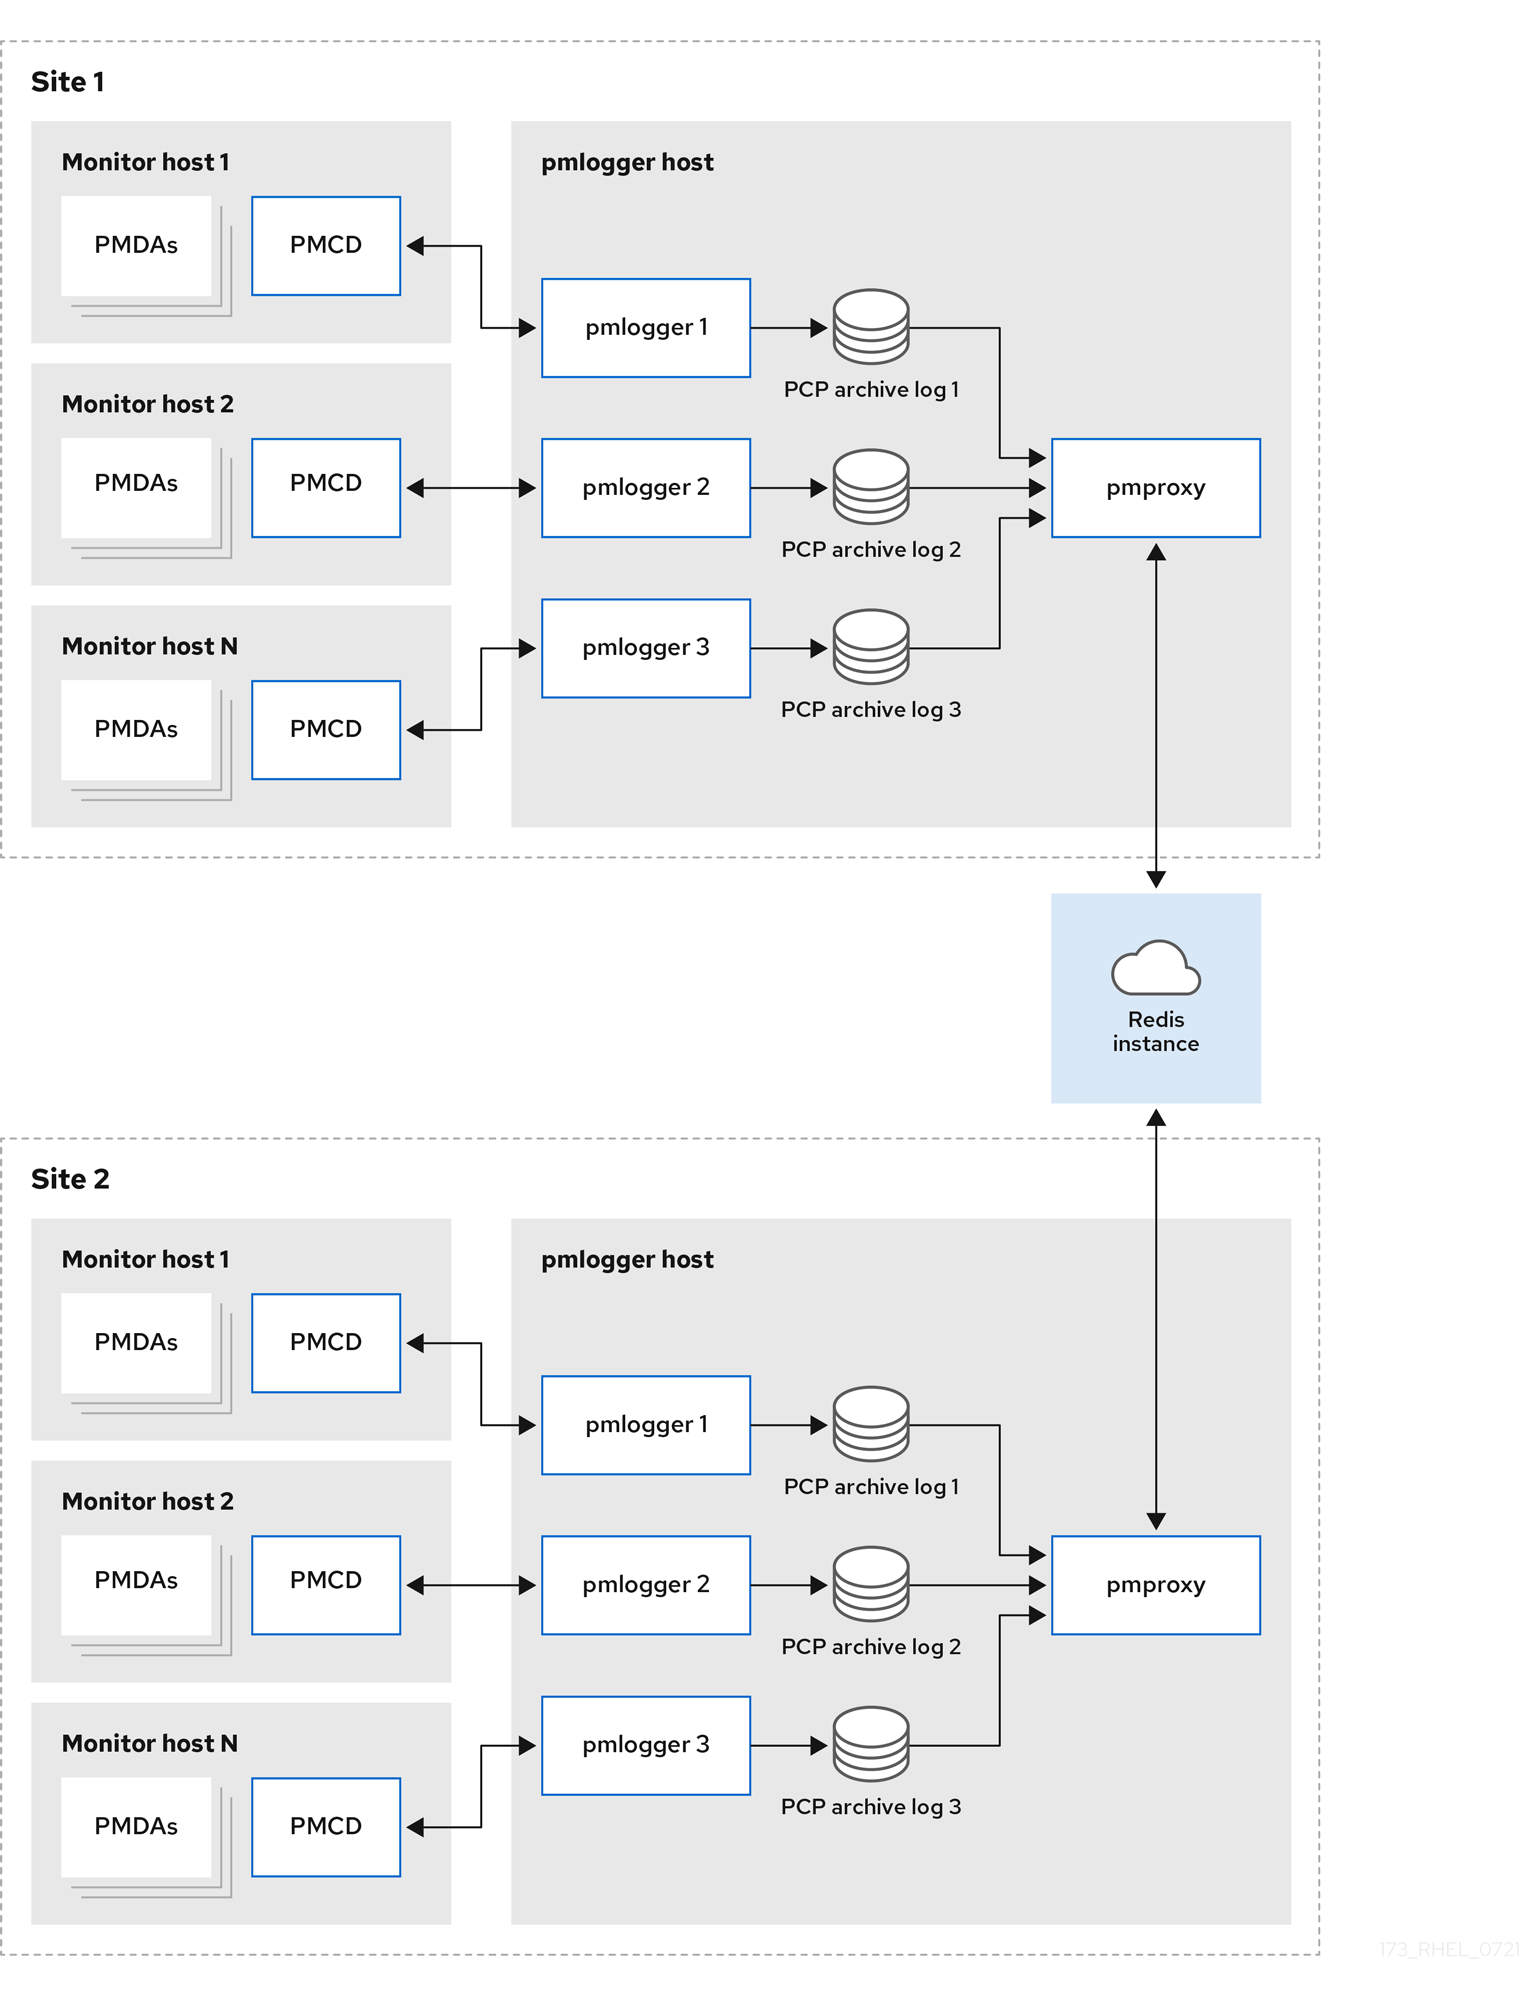 Site 1
Monitor host 1
PMDAs
PMCD
Monitor host 2
PMDAs
PMCD
Monitor host N
PMDAs
PMCD
pmlogger host
pmlogger 1
PCP archive log 1
pmlogger 2
PCP archive log 2
pmlogger 3
PCP archive log 3
pmproxy
Redis
instance
Site 2
Monitor host 1
PMDAs
PMCD
Monitor host 2
PMDAs
PMCD
Monitor host N
PMDAs
PMCD
pmlogger host
pmlogger 1
PCP archive log 1
pmlogger 2
PCP archive log 2
pmlogger 3
PCP archive log 3
pmproxy
173_RHEL_0721